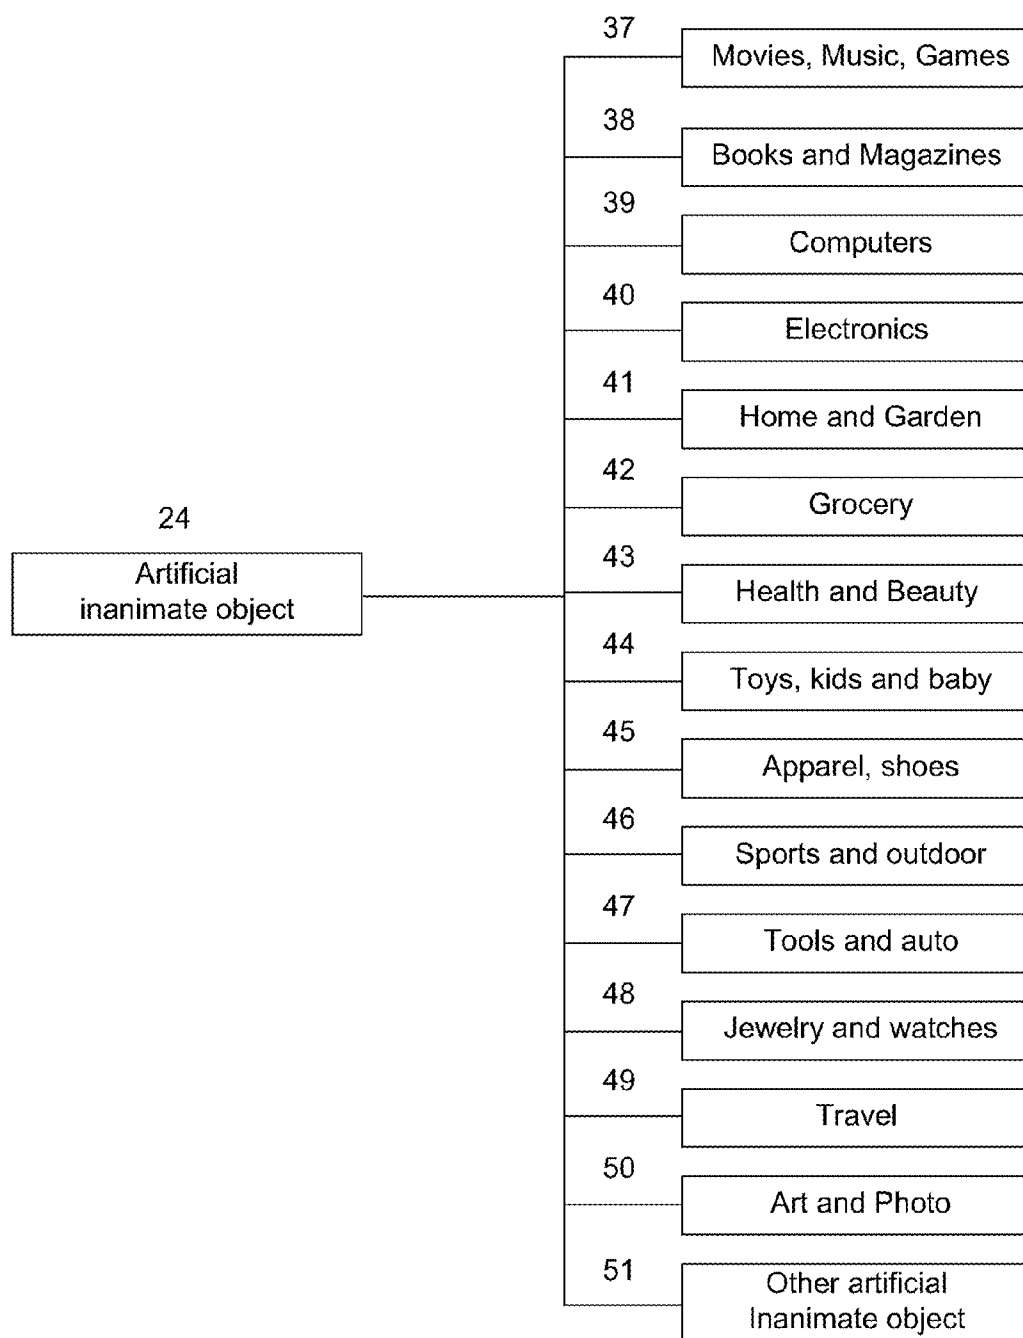 37
Movies, Music, Games
38
Books and Magazines
39
Computers
40
Electronics
41
Home and Garden
42
Grocery
24
Artificial
inanimate object
43
Health and Beauty
44
Toys, kids and baby
45
Apparel, shoes
46
Sports and outdoor
47
Tools and auto
48
Jewelry and watches
49
Travel
50
Art and Photo
51
Other artificial
Inanimate object